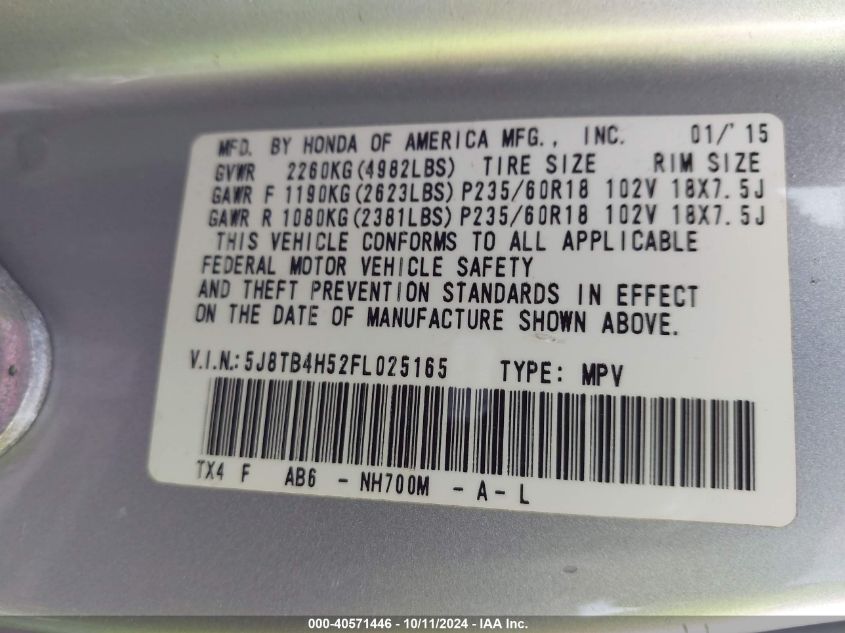 MFD. BY HONDA OF AMERICA MFG., INC. 01/ 15
GVWR 2260KG(4982LBS) TIRE SIZE RIM SIZE
GAWR F 1190KG(2623LBS) P235/60R18 102V 18X7.5J
GAWR R 1080KG(2381LBS) P235/60R18 102V 18X7.5J
THIS VEHICLE CONFORMS TO ALL APPLICABLE
FEDERAL MOTOR VEHICLE SAFETY
AND THEFT PREVENTION STANDARDS IN EFFECT
ON THE DATE OF MANUFACTURE SHOWN ABOVE.
V.I.N.: 5J8TB4H52FL025165 TYPE: MPV
TX4 F AB6 - NH700M - A - L
000-40571446 - 10/11/2024 - IAA Inc.